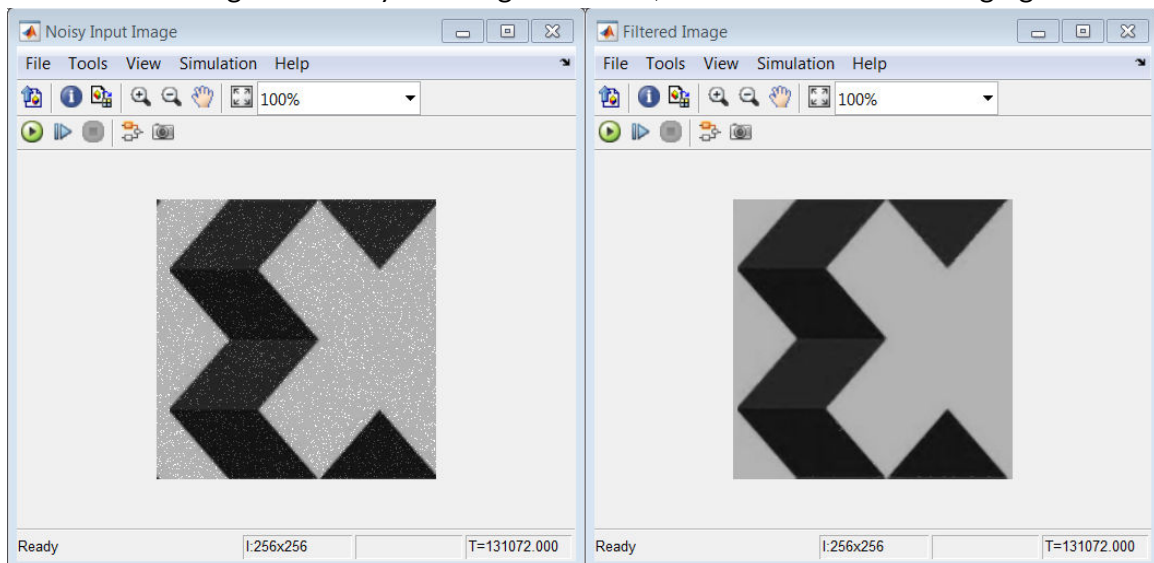 Noisy Input Image
File Tools View Simulation Help
100%
Ready I:256x256 T=131072.000
Filtered Image
File Tools View Simulation Help
100%
Ready I:256x256 T=131072.000